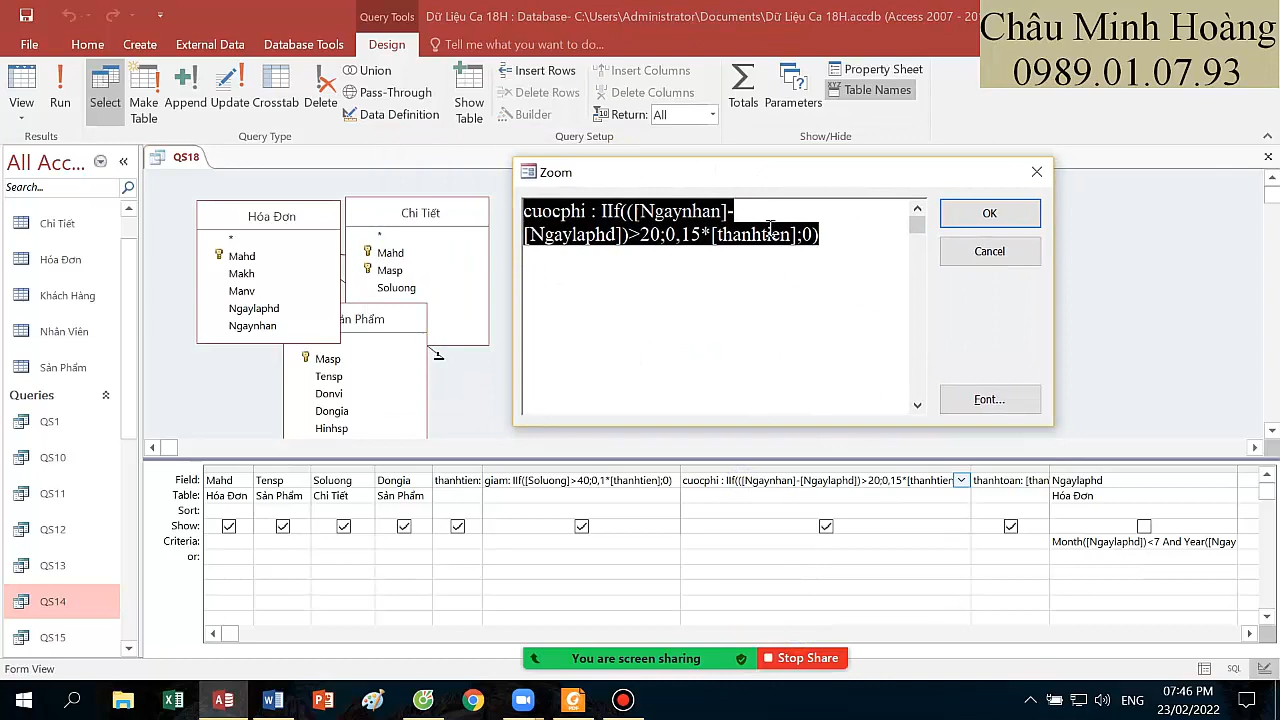 Query Tools
Dữ Liệu Ca 18H : Database- C:\Users\Administrator\Documents\Dữ Liệu Ca 18H.accdb (Access 2007 - 20
Châu Minh Hoàng
0989.01.07.93
File
Home
Create
External Data
Database Tools
Design
Tell me what you want to do...
View
Run
Select
Make Table
Append
Update
Crosstab
Delete
Union
Pass-Through
Data Definition
Show Table
Insert Rows
Delete Rows
Builder
Insert Columns
Delete Columns
Return: All
Totals
Parameters
Property Sheet
Table Names
Results
Query Type
Query Setup
Show/Hide
All Acc...
Search...
Chi Tiết
Hóa Đơn
Khách Hàng
Nhân Viên
Sản Phẩm
Queries
QS1
QS10
QS11
QS12
QS13
QS14
QS15
QS18
Hóa Đơn
*
Mahd
Makh
Manv
Ngaylaphd
Ngaynhan
Chi Tiết
*
Mahd
Masp
Soluong
ản Phẩm
Masp
Tensp
Donvi
Dongia
Hinhsp
Zoom
cuocphi : IIf(([Ngaynhan]-
[Ngaylaphd])>20;0,15*[thanhtien];0)
OK
Cancel
Font...
Field: Mahd Tensp Soluong Dongia thanhtien: giam: IIf([Soluong]>40;0,1*[thantien];0) cuocphi : IIf(([Ngaynhan]-[Ngaylaphd])>20;0,15*[thanhtien thanhtoan: [than Ngaylaphd
Table: Hóa Đơn Sản Phẩm Chi Tiết Sản Phẩm Hóa Đơn
Sort:
Show:
Criteria: Month([Ngaylaphd])<7 And Year([Ngay
or:
You are screen sharing
Stop Share
Form View
SQL
ENG
07:46 PM
23/02/2022